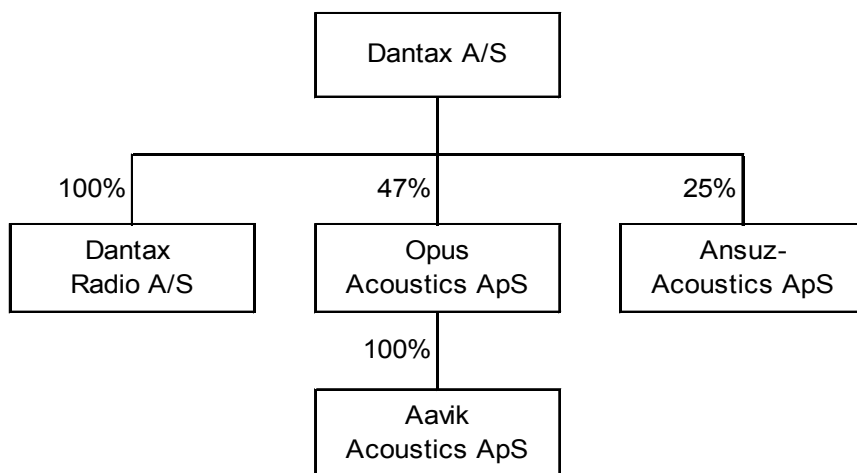 Dantax A/S
100%
47%
25%
Dantax
Radio A/S
Opus
Acoustics ApS
Ansuz-
Acoustics ApS
100%
Aavik
Acoustics ApS